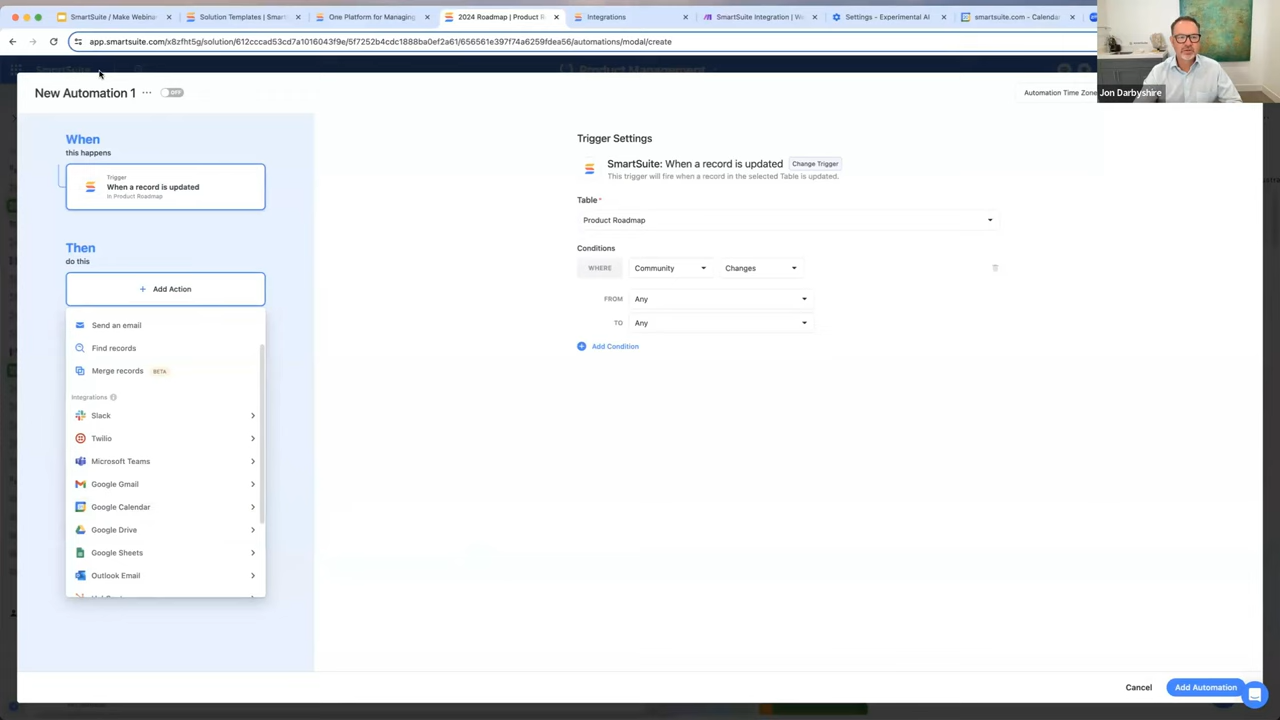 SmartSuite / Make Webinar
Solution Templates | Smart
One Platform for Managing
2024 Roadmap | Product R
Integrations
SmartSuite Integration | W
Settings - Experimental AI
smartsuite.com - Calenda
app.smartsuite.com/x8zfht5g/solution/612cccad53cd7a1016043f9e/5f7252b4cdc1888ba0ef2a61/656561e397f74a6259fdea56/automations/modal/create
SmartSuite
Product Management
Jon Darbyshire
New Automation 1
OFF
Automation Time Zone
When
this happens
Trigger
When a record is updated
in Product Roadmap
Then
do this
+ Add Action
Send an email
Find records
Merge records BETA
Integrations
Slack
Twilio
Microsoft Teams
Google Gmail
Google Calendar
Google Drive
Google Sheets
Outlook Email
Trigger Settings
SmartSuite: When a record is updated Change Trigger
This trigger will fire when a record in the selected Table is updated.
Table*
Product Roadmap
Conditions
WHERE Community Changes
FROM Any
TO Any
Add Condition
Cancel
Add Automation